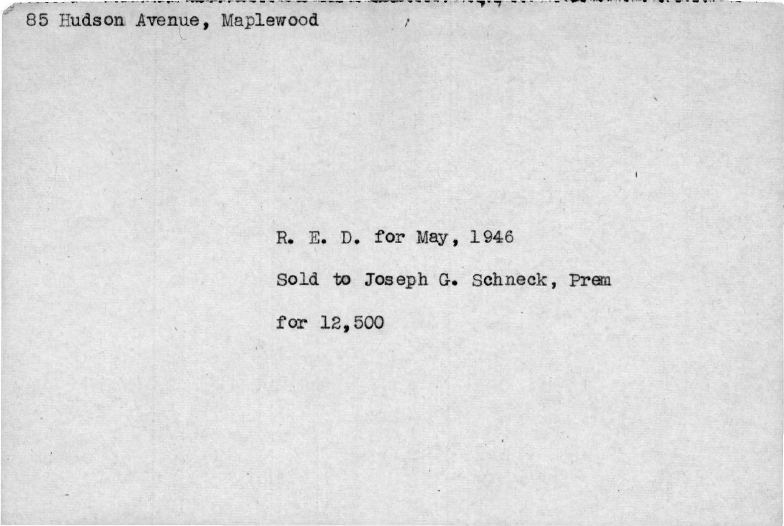 85 Hudson Avenue, Maplewood
R. E. D. for May, 1946
Sold to Joseph G. Schneck, Prem
for 12,500